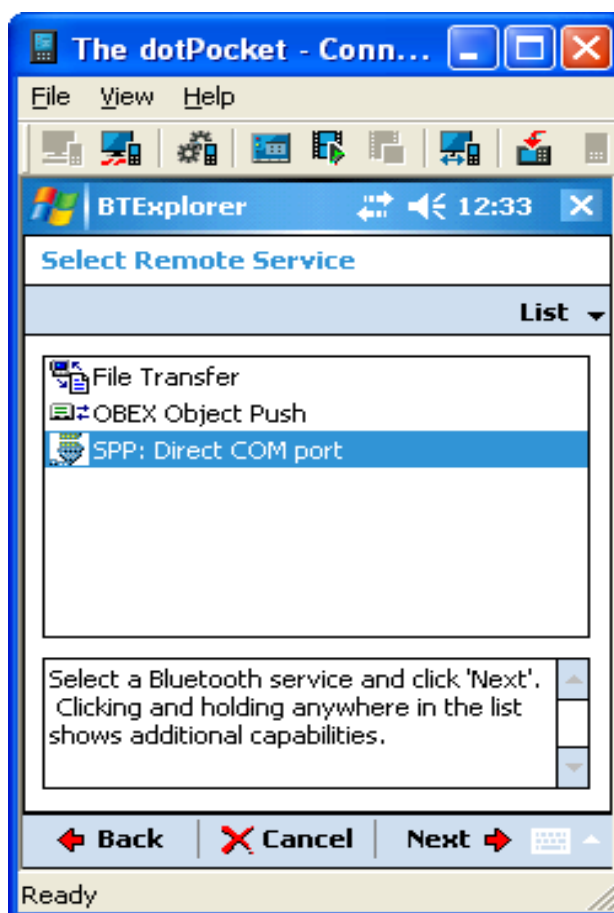 The dotPocket - Conn...
File View Help
BTExplorer 12:33
Select Remote Service
List
File Transfer
OBEX Object Push
SPP: Direct COM port
Select a Bluetooth service and click 'Next'.
Clicking and holding anywhere in the list
shows additional capabilities.
Back Cancel Next
Ready